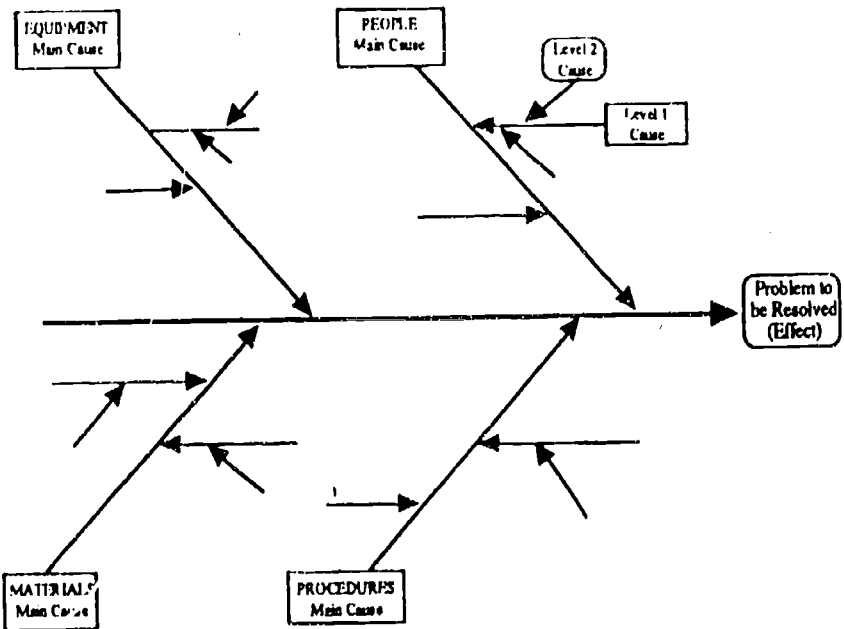 EQUIPMENT
Main Cause
PEOPLE
Main Cause
Level 2
Cause
Level 1
Cause
Problem to
be Resolved
(Effect)
MATERIALS
Main Cause
PROCEDURES
Main Cause